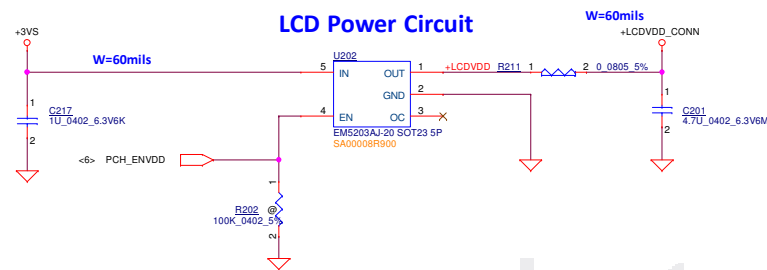 LCD Power Circuit
W=60mils
+3VS
+LCDVDD_CONN
W=60mils
U202
5 IN OUT 1 +LCDVDD R211 1 2 0_0805_5%
GND 2
4 EN OC 3
1
C217
1U_0402_6.3V6K
2
1
C201
4.7U_0402_6.3V6M
2
EM5203AJ-20 SOT23 5P
SA00008R900
<6> PCH_ENVDD
1
R202 @
100K_0402_5%
2